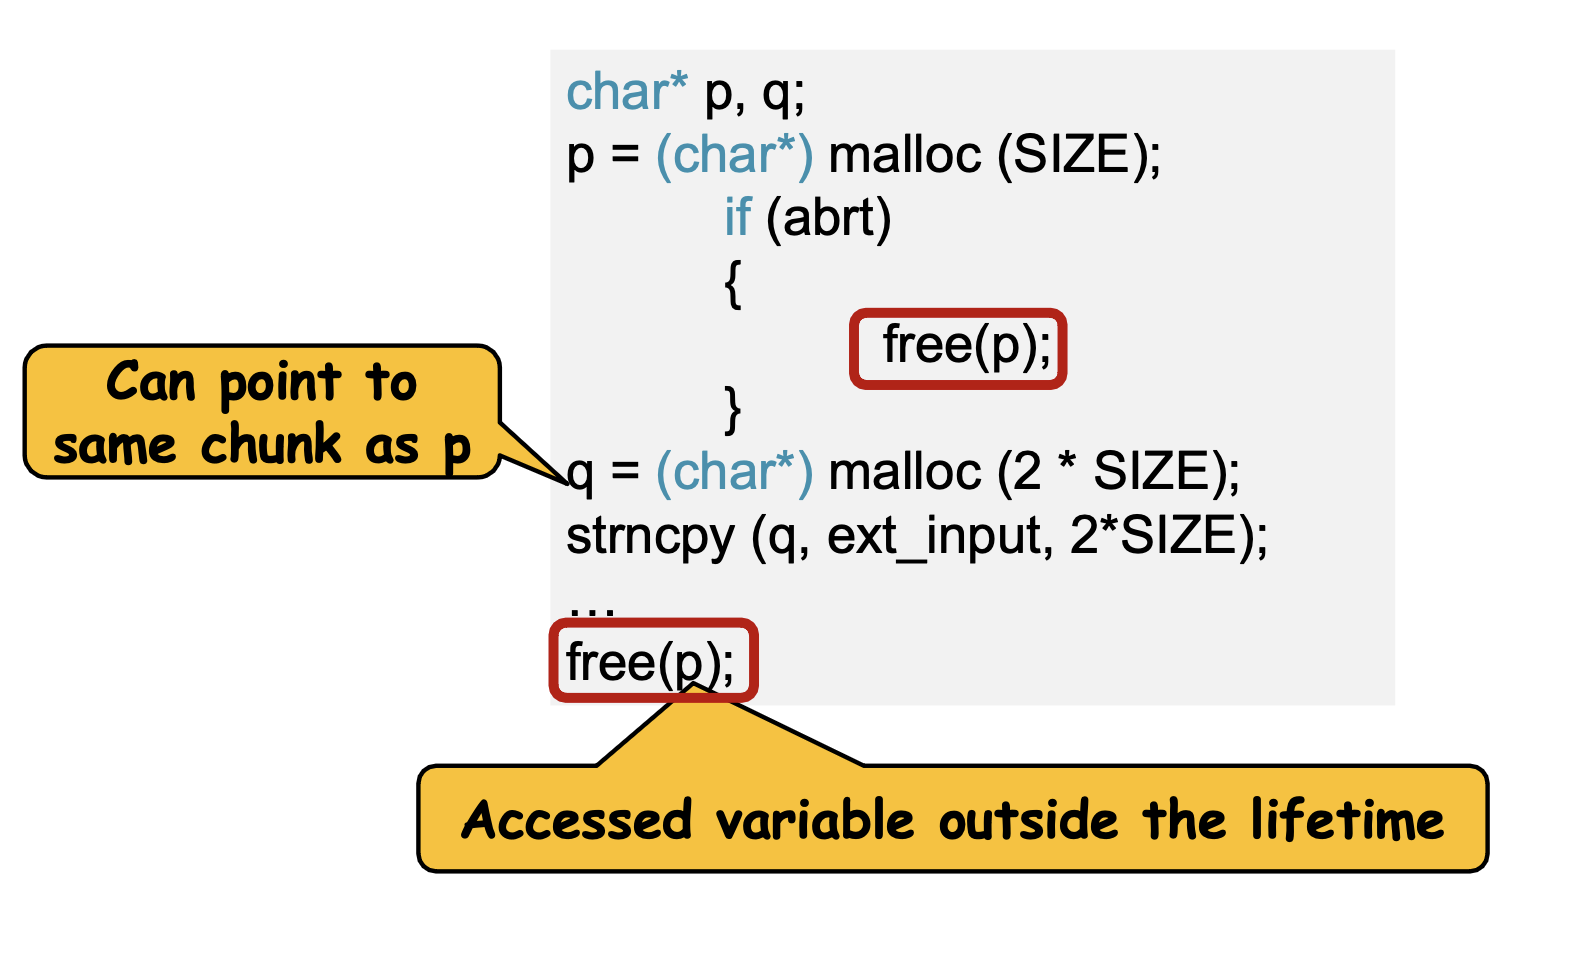 char* p, q;
p = (char*) malloc (SIZE);
if (abrt)
{
free(p);
}
Can point to
same chunk as p
q = (char*) malloc (2 * SIZE);
strncpy (q, ext_input, 2*SIZE);
...
free(p);
Accessed variable outside the lifetime